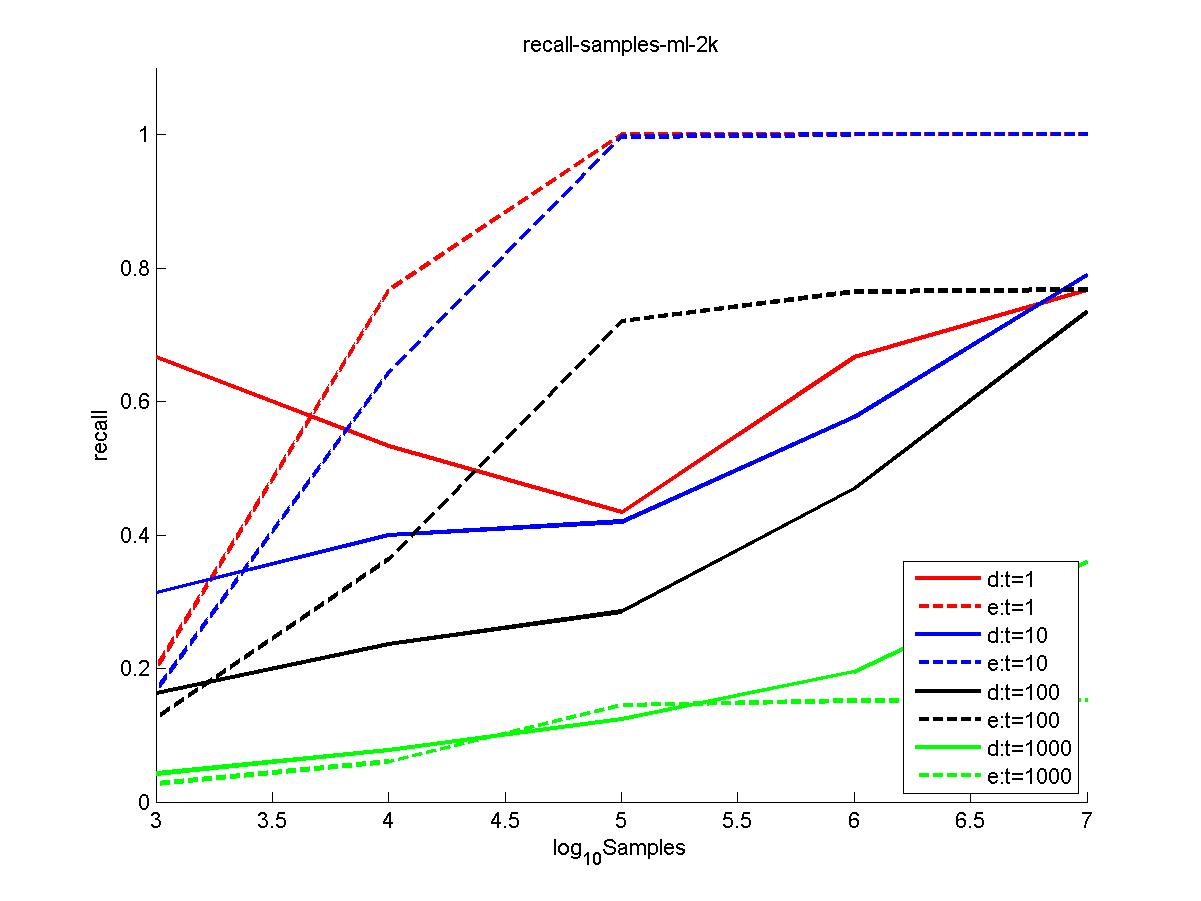 recall-samples-ml-2k
recall
1
0.8
0.6
0.4
0.2
0
3 3.5 4 4.5 5 5.5 6 6.5 7
log10Samples
d:t=1
e:t=1
d:t=10
e:t=10
d:t=100
e:t=100
d:t=1000
e:t=1000